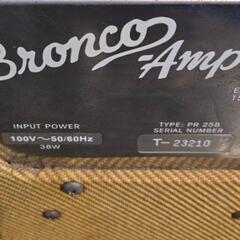 Bronco Amp
INPUT POWER
100V～50/60Hz
38W
TYPE: PR 258
SERIAL NUMBER
T-23210